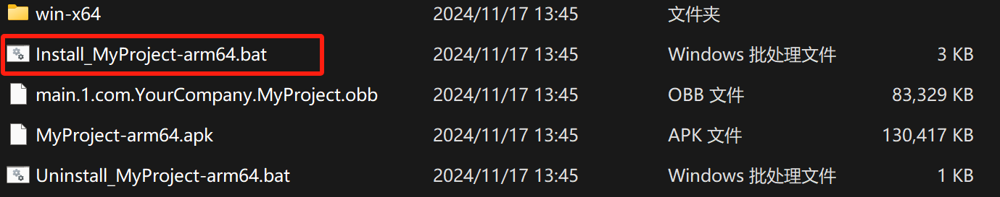 win-x64 2024/11/17 13:45 文件夹
Install_MyProject-arm64.bat 2024/11/17 13:45 Windows 批处理文件 3 KB
main.1.com.YourCompany.MyProject.obb 2024/11/17 13:45 OBB 文件 83,329 KB
MyProject-arm64.apk 2024/11/17 13:45 APK 文件 130,417 KB
Uninstall_MyProject-arm64.bat 2024/11/17 13:45 Windows 批处理文件 1 KB